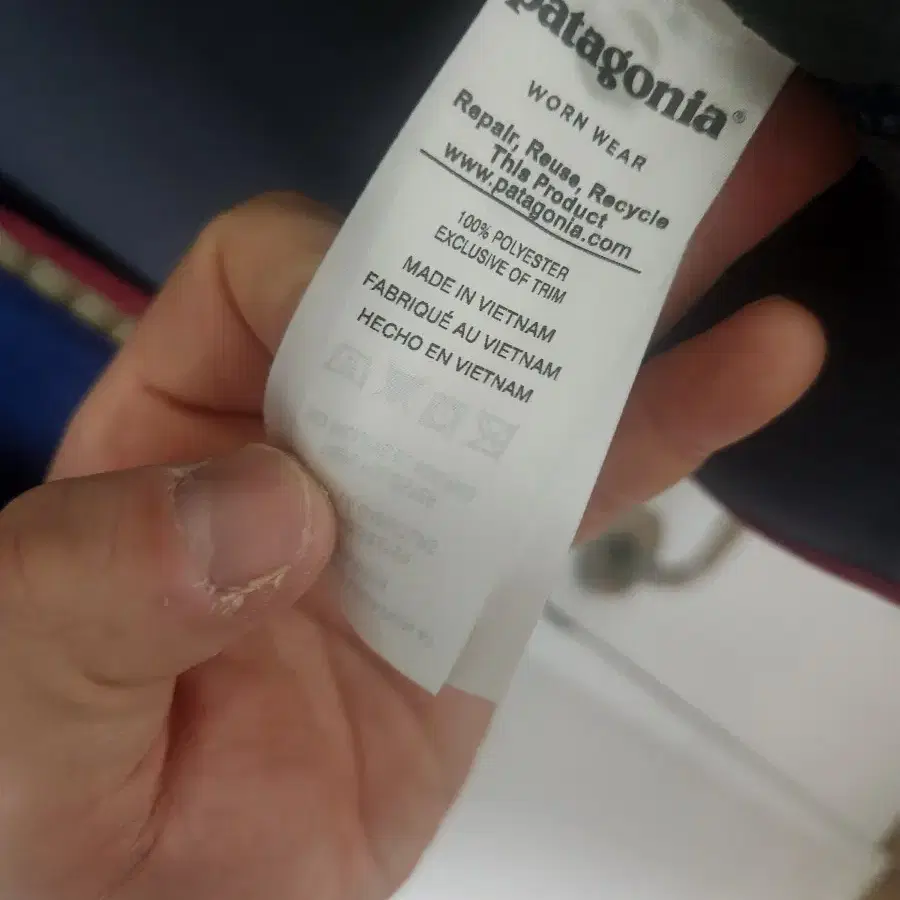 patagonia®
WORN WEAR
Repair, Reuse, Recycle
This Product
www.patagonia.com
100% POLYESTER
EXCLUSIVE OF TRIM
MADE IN VIETNAM
FABRIQUÉ AU VIETNAM
HECHO EN VIETNAM